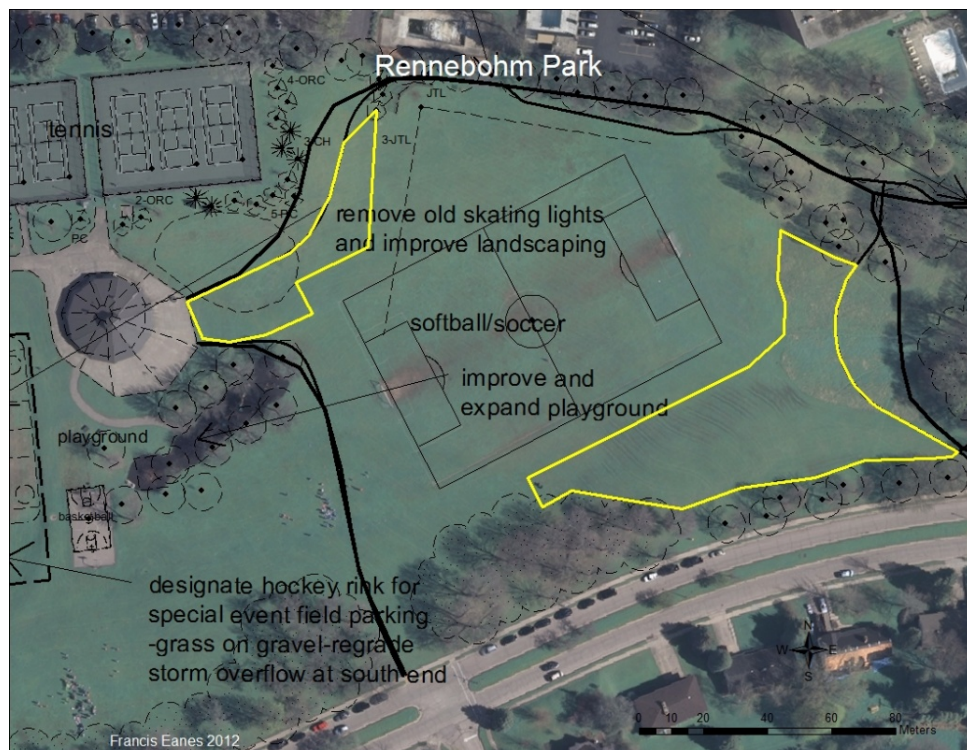 Rennebohm Park
4-ORC
JTL
tennis
3-CH
3-JTL
2-ORC
5-RC
PC
remove old skating lights
and improve landscaping
softball/soccer
improve and
expand playground
playground
basketball
designate hockey rink for
special event field parking
-grass on gravel-regrade
storm overflow at south end
N
W E
S
0 10 20 40 60 80
Meters
Francis Eanes 2012